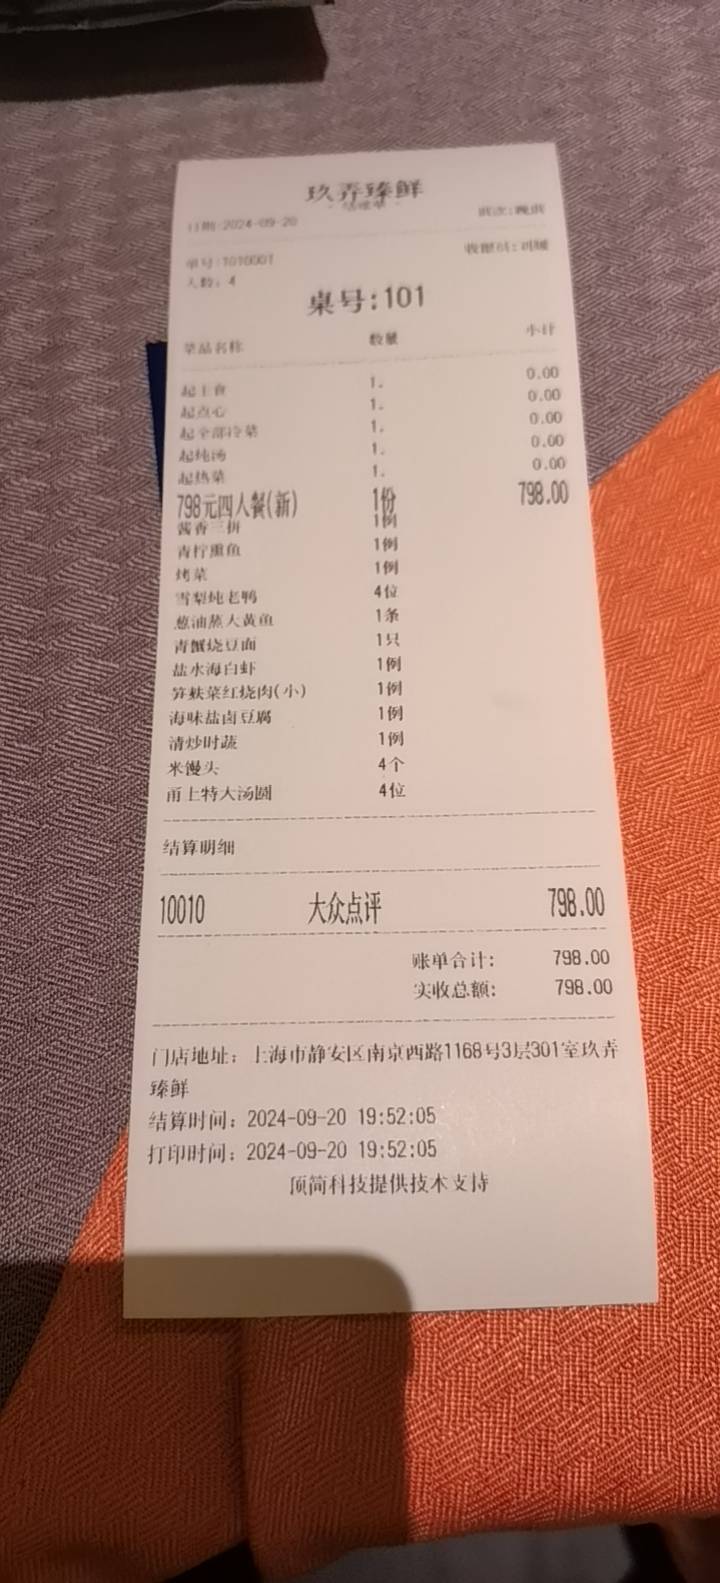 玖弄臻鲜
- 结账单 -
日期:2024-09-20 班次:晚班
单号:1010001
人数: 4
桌号:101
菜品名称 数量 小计
起主食 1. 0.00
起点心 1. 0.00
起全部冷菜 1. 0.00
起炖汤 1. 0.00
起热菜 1. 0.00
798元四人餐(新) 1份 798.00
酱香三拼 1例
青柠熏鱼 1例
烤菜 1例
雪梨炖老鸭 4位
葱油蒸大黄鱼 1条
青蟹烧豆面 1只
盐水海白虾 1例
笋麸菜红烧肉(小) 1例
海味盐卤豆腐 1例
清炒时蔬 1例
米馒头 4个
甬上特大汤圆 4位
结算明细
10010 大众点评 798.00
账单合计: 798.00
实收总额: 798.00
门店地址: 上海市静安区南京西路1168号3层301室玖弄
臻鲜
结算时间: 2024-09-20 19:52:05
打印时间: 2024-09-20 19:52:05
顶简科技提供技术支持